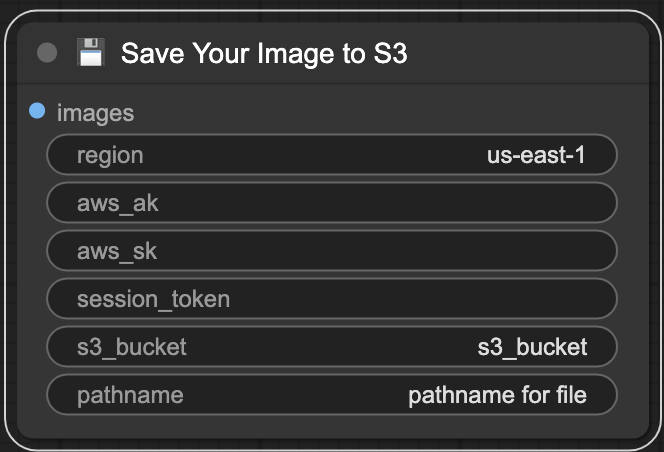 💾 Save Your Image to S3
images
region us-east-1
aws_ak
aws_sk
session_token
s3_bucket s3_bucket
pathname pathname for file